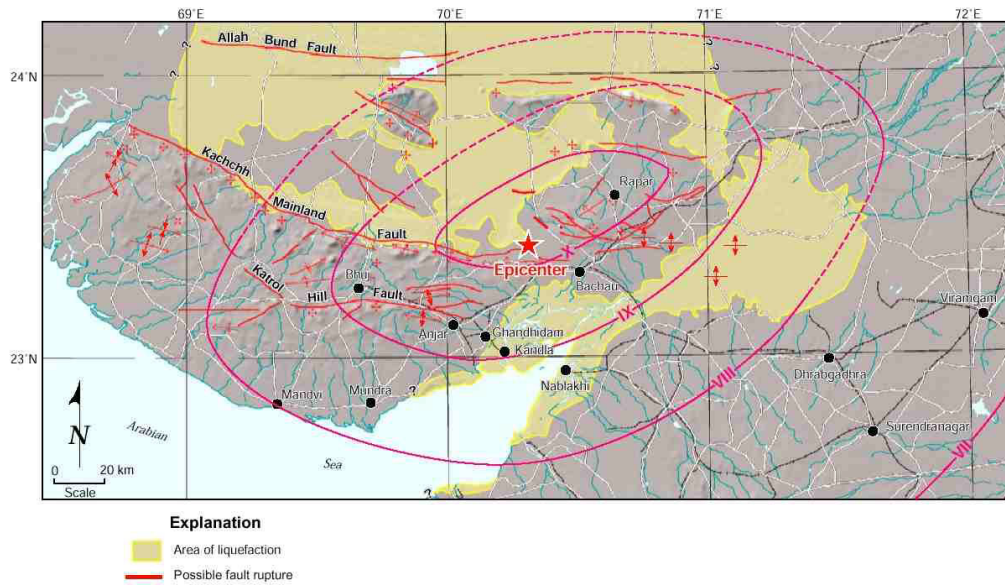 69°E 70°E 71°E 72°E
Allah Bund Fault
?
?
?
?
24°N
Kachchh
Mainland
Fault
Rapar
X
Epicenter
Bachau
Katrol
Hill
Fault
Bhuj
IX
Viramgam
Anjar
Ghandhidam
Kandla
23°N
Nablakhi
Dhrabgadhra
VIII
Mandvi
Mundra
?
N
Arabian
Sea
Surendranagar
VII
0 20 km
Scale
?
Explanation
Area of liquefaction
Possible fault rupture